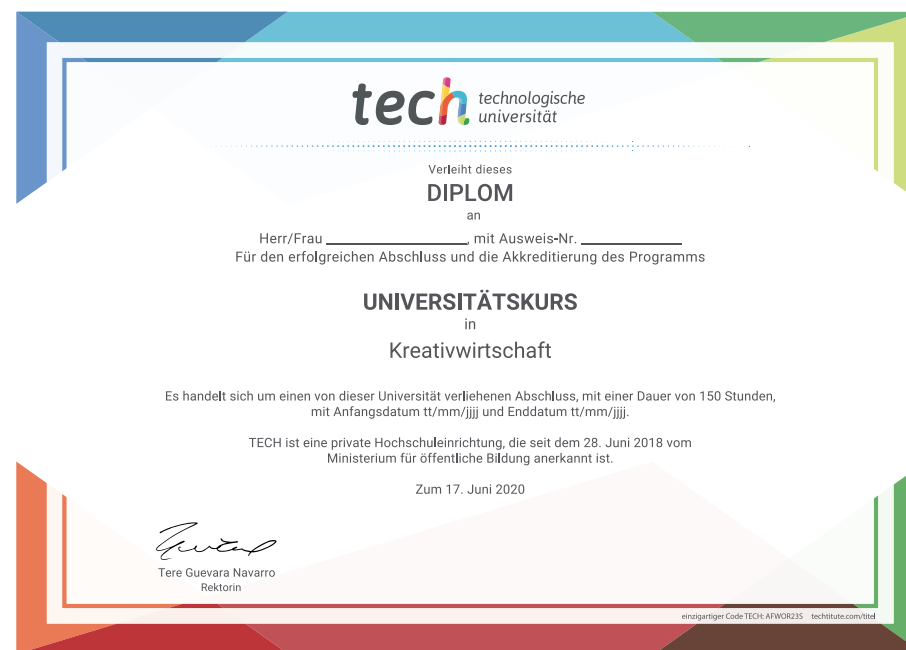 tech technologische
universität
Verleiht dieses
DIPLOM
an
Herr/Frau ____________________, mit Ausweis-Nr. ______________
Für den erfolgreichen Abschluss und die Akkreditierung des Programms
UNIVERSITÄTSKURS
in
Kreativwirtschaft
Es handelt sich um einen von dieser Universität verliehenen Abschluss, mit einer Dauer von 150 Stunden,
mit Anfangsdatum tt/mm/jjjj und Enddatum tt/mm/jjjj.
TECH ist eine private Hochschuleinrichtung, die seit dem 28. Juni 2018 vom
Ministerium für öffentliche Bildung anerkannt ist.
Zum 17. Juni 2020
Tere Guevara Navarro
Rektorin
einzigartiger Code TECH: AFWOR23S techtitute.com/titel